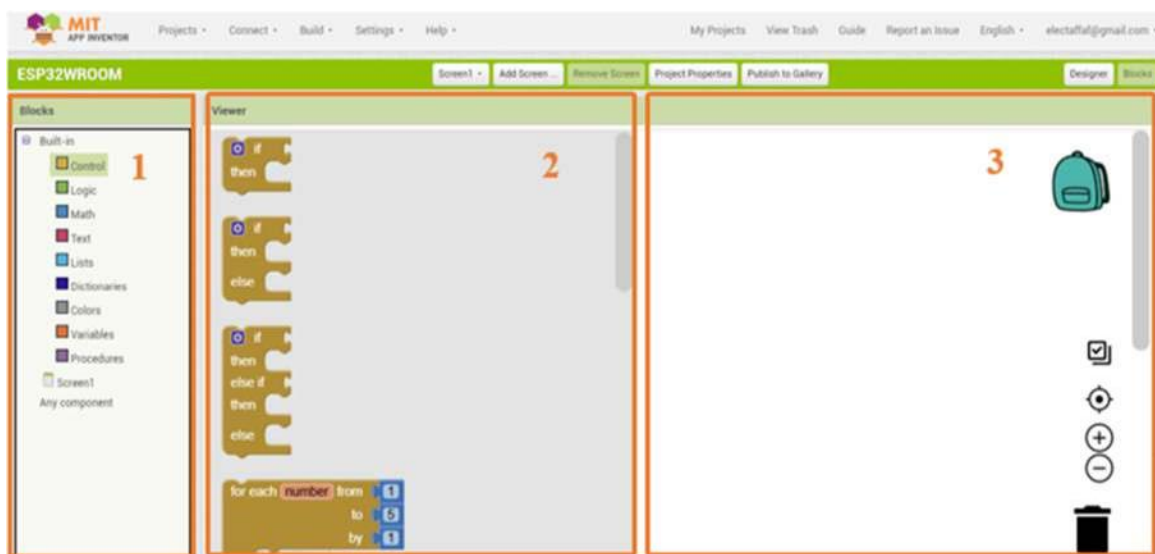 MIT
APP INVENTOR
Projects
Connect
Build
Settings
Help
My Projects
View Trash
Guide
Report an Issue
English
electaffaf@gmail.com
ESP32WROOM
Screen1
Add Screen ...
Remove Screen
Project Properties
Publish to Gallery
Designer
Blocks
Blocks
Built-in
Control
Logic
Math
Text
Lists
Dictionaries
Colors
Variables
Procedures
Screen1
Any component
1
Viewer
if
then
if
then
else
if
then
else if
then
else
for each number from 1
to 5
by 1
2
3